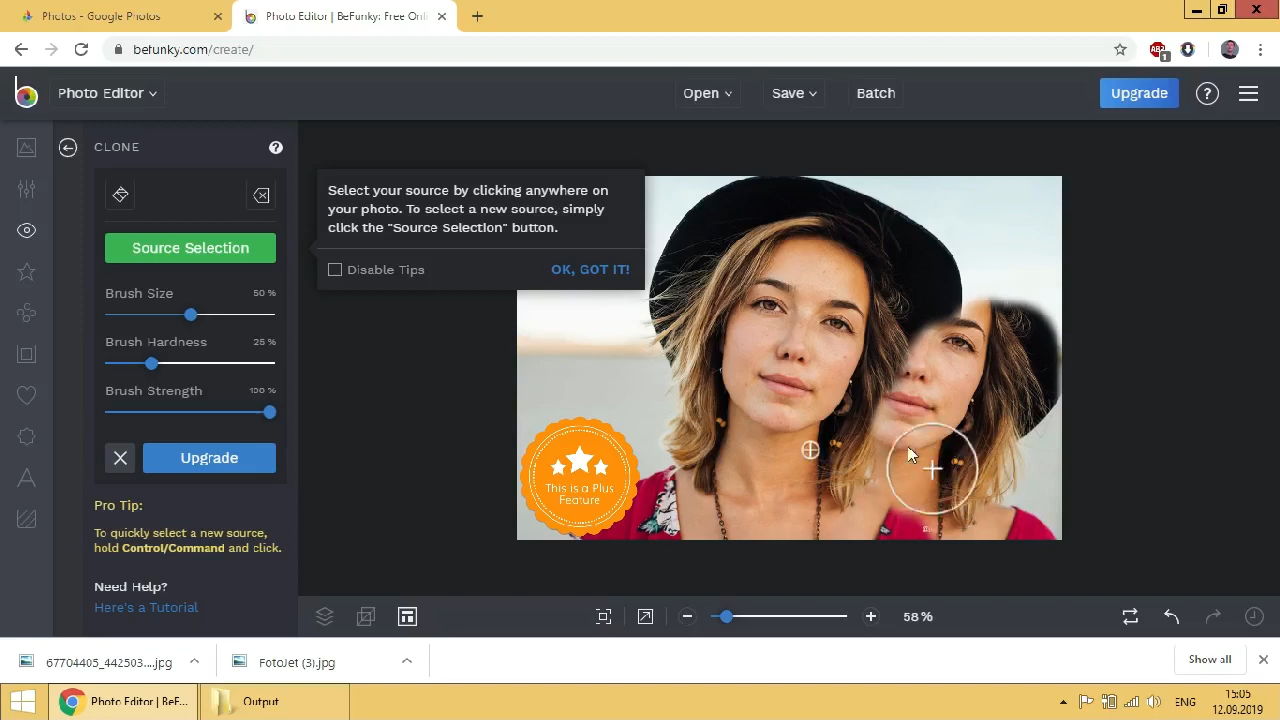 Photos - Google Photos
Photo Editor | BeFunky: Free Onli
befunky.com/create/
ABP
1
Photo Editor
Open
Save
Batch
Upgrade
?
CLONE
?
Source Selection
Brush Size
50 %
Brush Hardness
25 %
Brush Strength
100 %
Upgrade
Pro Tip:
To quickly select a new source,
hold Control/Command and click.
Need Help?
Here's a Tutorial
Select your source by clicking anywhere on
your photo. To select a new source, simply
click the "Source Selection" button.
Disable Tips
OK, GOT IT!
This is a Plus
Feature
58 %
67704405_442503....jpg
FotoJet (3).jpg
Show all
Photo Editor | BeF...
Output
ENG
15:05
12.09.2019